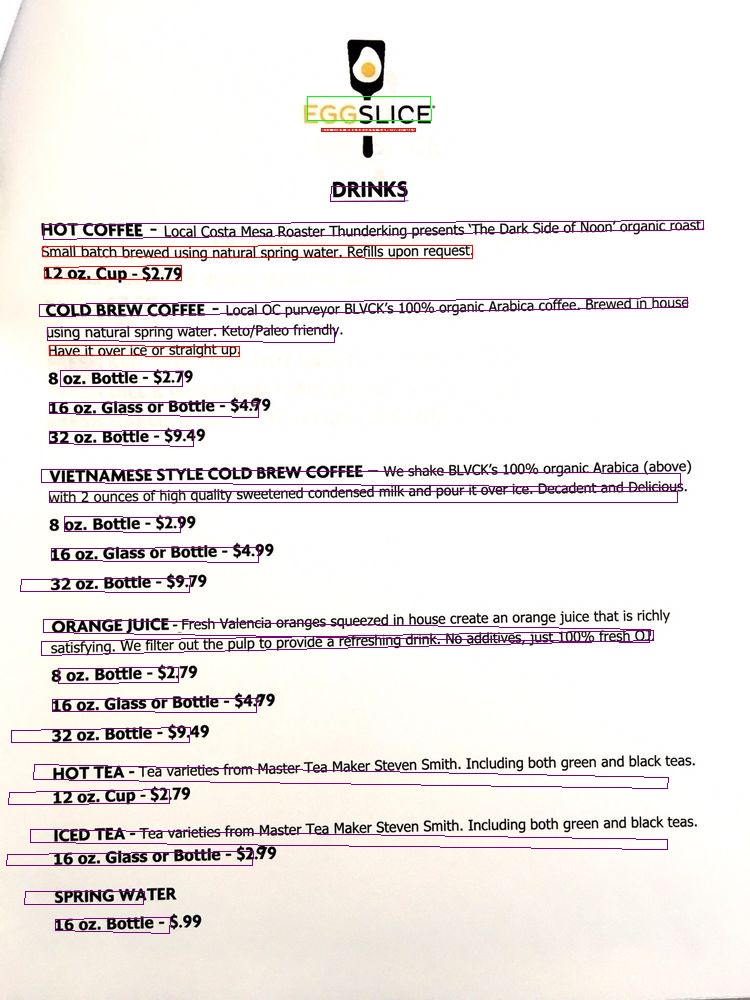 EGGSLICE
DRINKS
HOT COFFEE - Local Costa Mesa Roaster Thunderking presents 'The Dark Side of Noon' organic roast.
Small batch brewed using natural spring water. Refills upon request.
12 oz. Cup - $2.79
COLD BREW COFFEE - Local OC purveyor BLVCK's 100% organic Arabica coffee. Brewed in house
using natural spring water. Keto/Paleo friendly.
Have it over ice or straight up.
8 oz. Bottle - $2.79
16 oz. Glass or Bottle - $4.79
32 oz. Bottle - $9.49
VIETNAMESE STYLE COLD BREW COFFEE — We shake BLVCK's 100% organic Arabica (above)
with 2 ounces of high quality sweetened condensed milk and pour it over ice. Decadent and Delicious.
8 oz. Bottle - $2.99
16 oz. Glass or Bottle - $4.99
32 oz. Bottle - $9.79
ORANGE JUICE - Fresh Valencia oranges squeezed in house create an orange juice that is richly
satisfying. We filter out the pulp to provide a refreshing drink. No additives, just 100% fresh OJ.
8 oz. Bottle - $2.79
16 oz. Glass or Bottle - $4.79
32 oz. Bottle - $9.49
HOT TEA - Tea varieties from Master Tea Maker Steven Smith. Including both green and black teas.
12 oz. Cup - $2.79
ICED TEA - Tea varieties from Master Tea Maker Steven Smith. Including both green and black teas.
16 oz. Glass or Bottle - $2.79
SPRING WATER
16 oz. Bottle - $.99